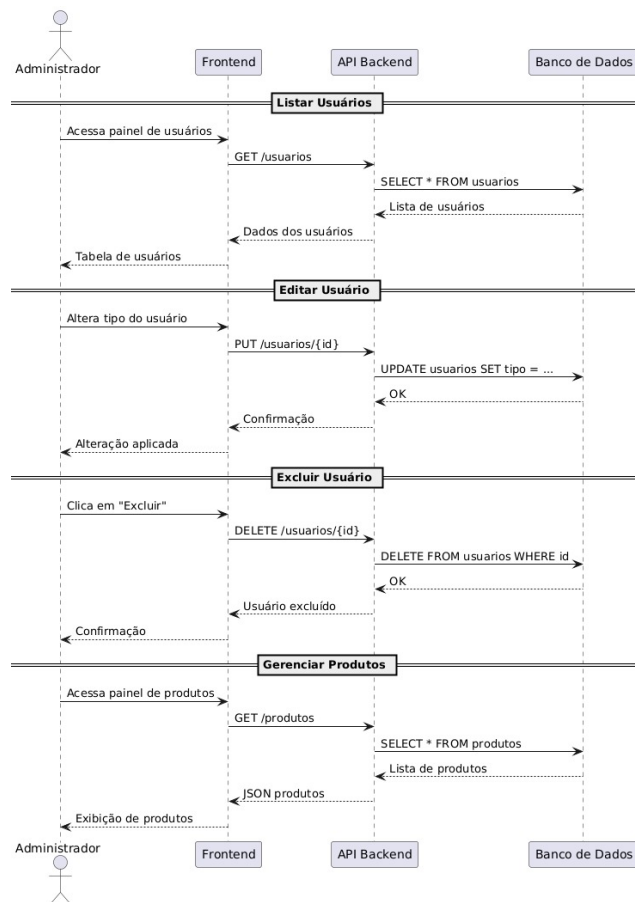 Administrador
Frontend
API Backend
Banco de Dados
Listar Usuários
Acessa painel de usuários
GET /usuarios
SELECT * FROM usuarios
Lista de usuários
Dados dos usuários
Tabela de usuários
Editar Usuário
Altera tipo do usuário
PUT /usuarios/{id}
UPDATE usuarios SET tipo = ...
OK
Confirmação
Alteração aplicada
Excluir Usuário
Clica em "Excluir"
DELETE /usuarios/{id}
DELETE FROM usuarios WHERE id
OK
Usuário excluído
Confirmação
Gerenciar Produtos
Acessa painel de produtos
GET /produtos
SELECT * FROM produtos
Lista de produtos
JSON produtos
Exibição de produtos
Administrador
Frontend
API Backend
Banco de Dados